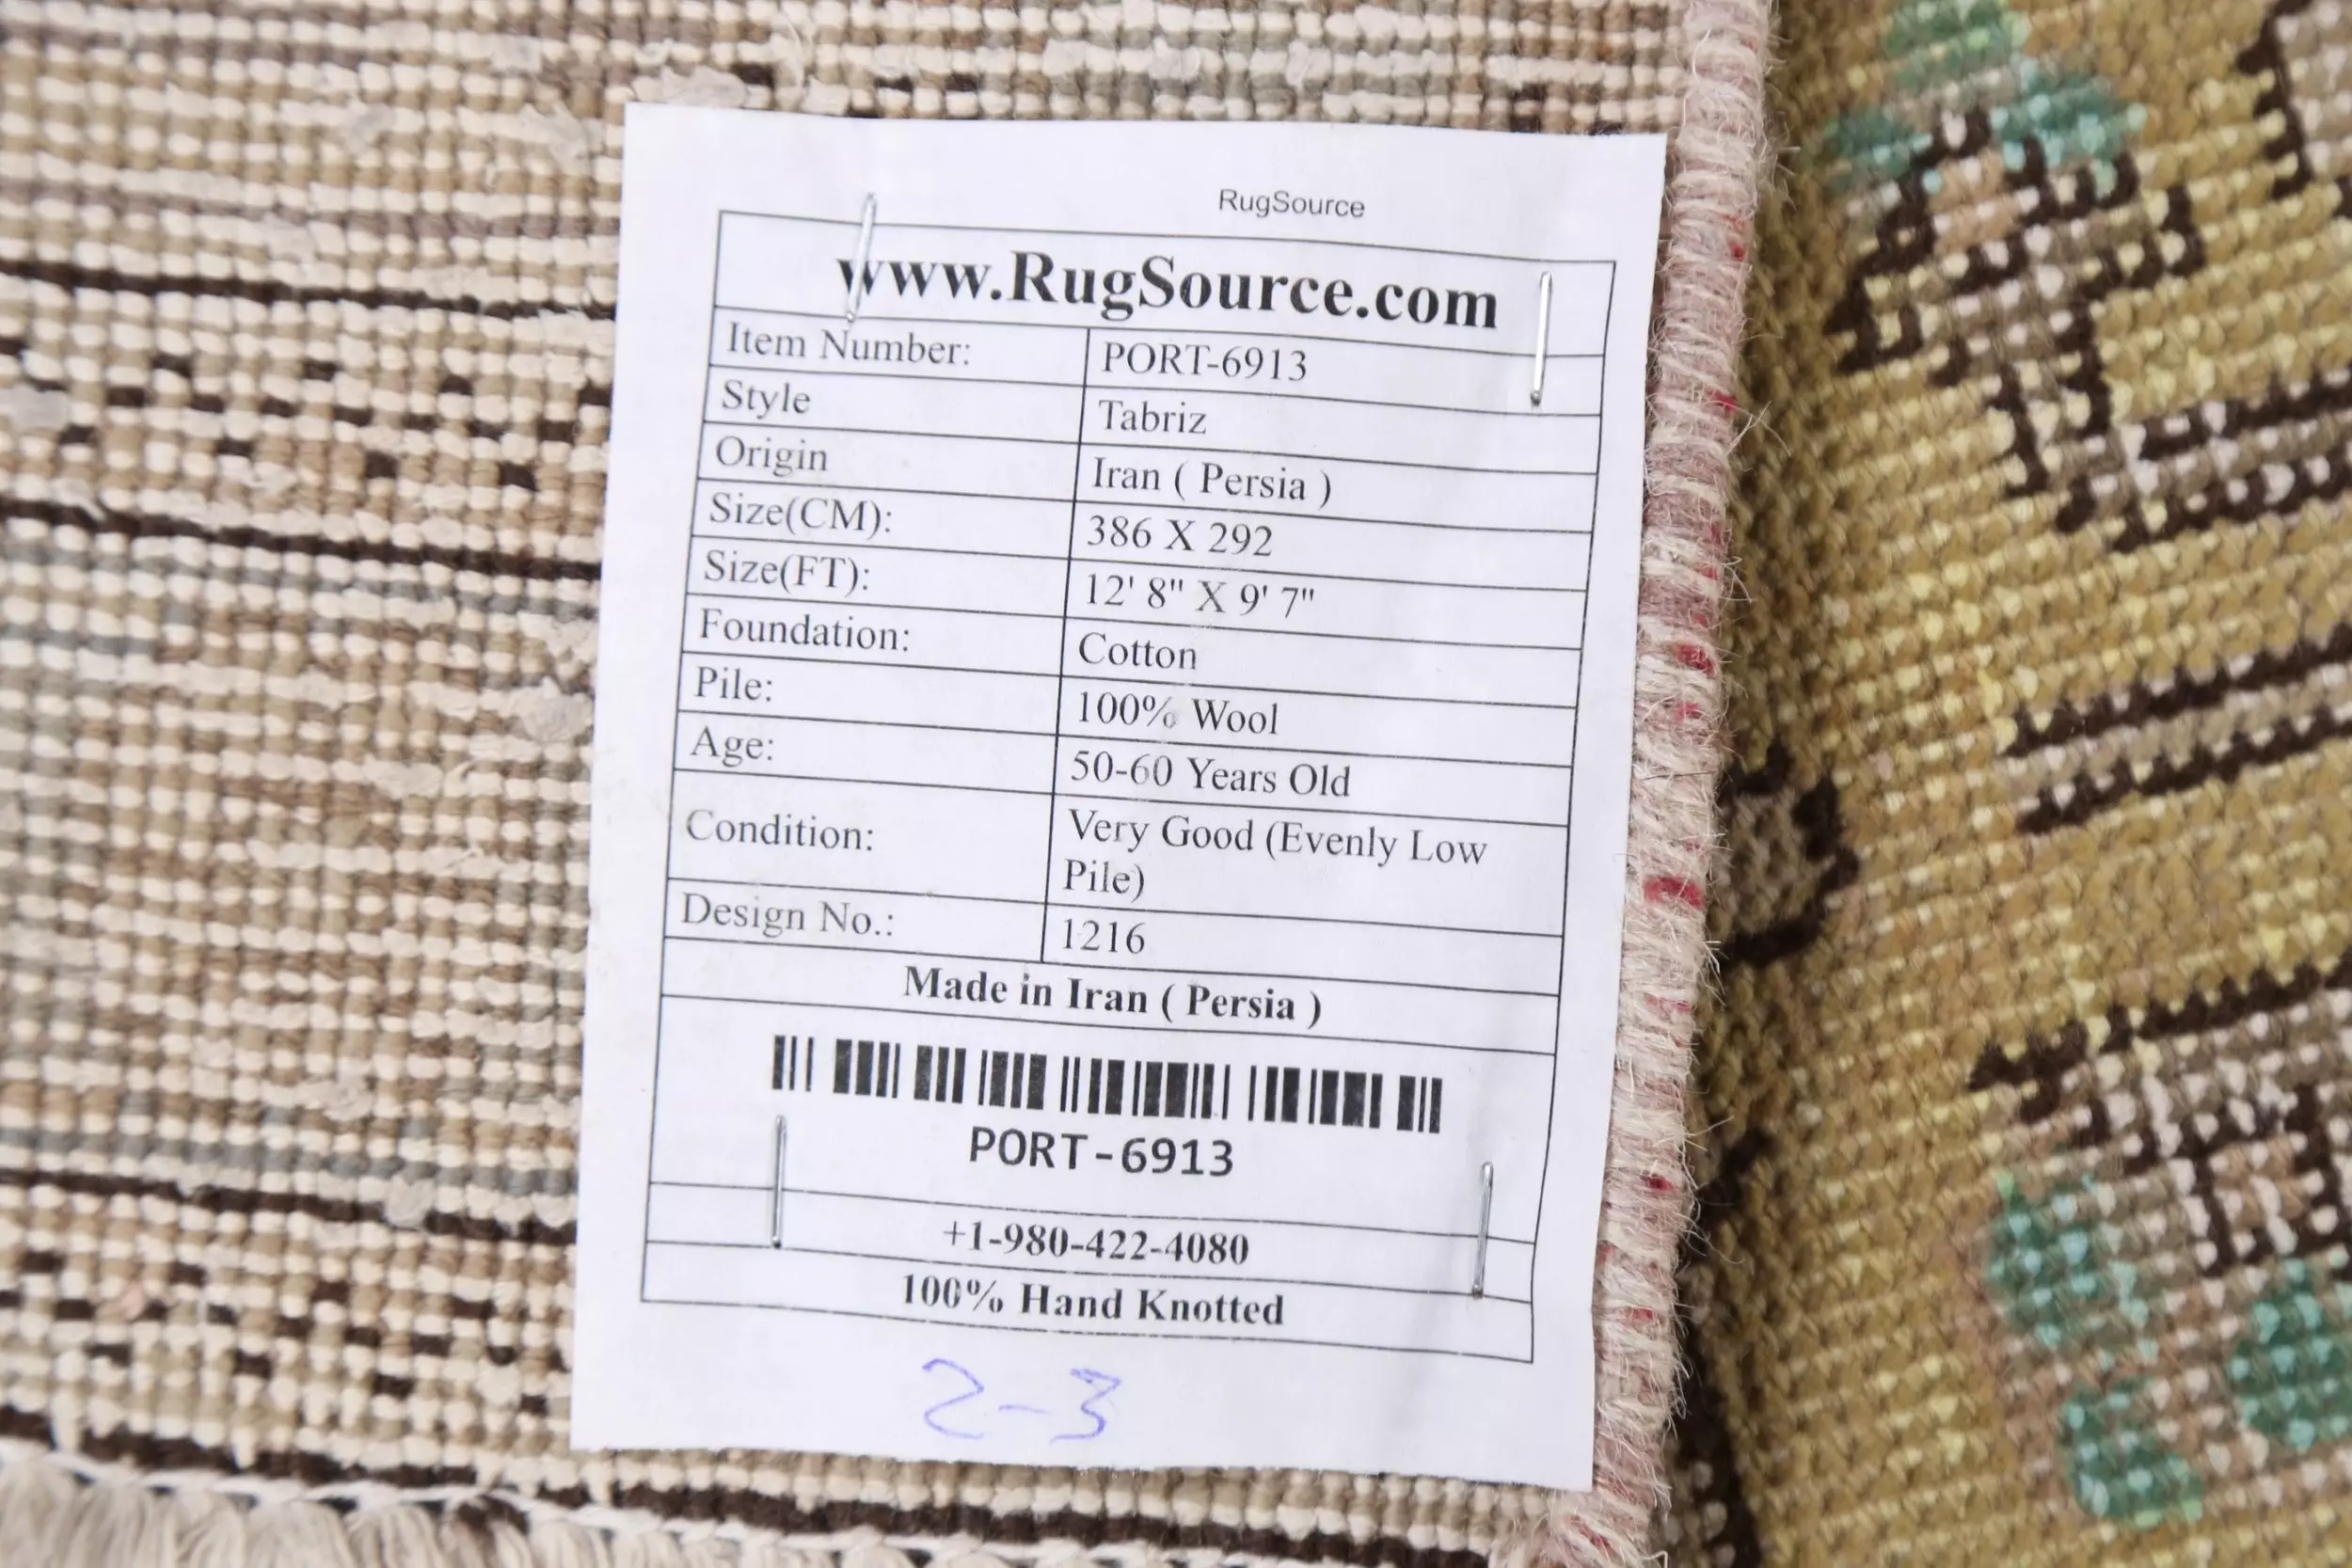 RugSource
www.RugSource.com
Item Number: PORT-6913
Style Tabriz
Origin Iran ( Persia )
Size(CM): 386 X 292
Size(FT): 12' 8" X 9' 7"
Foundation: Cotton
Pile: 100% Wool
Age: 50-60 Years Old
Condition: Very Good (Evenly Low
Pile)
Design No.: 1216
Made in Iran ( Persia )
PORT-6913
+1-980-422-4080
100% Hand Knotted
2-3